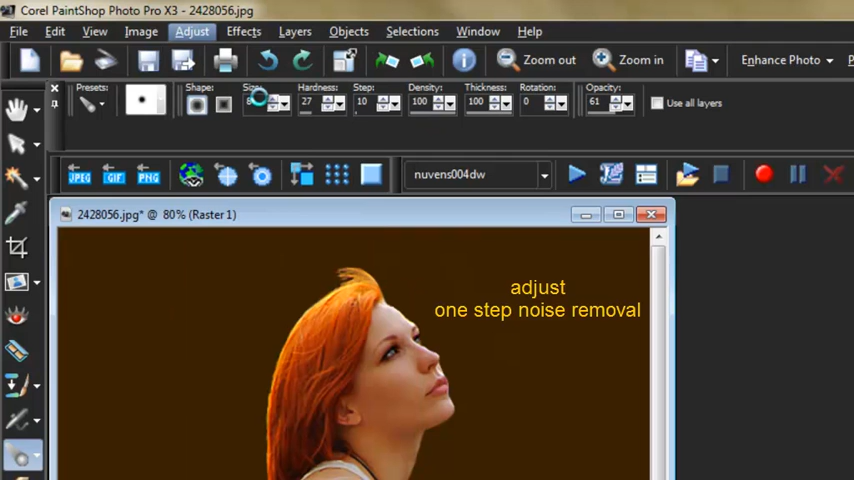 Corel PaintShop Photo Pro X3 - 2428056.jpg
File Edit View Image Adjust Effects Layers Objects Selections Window Help
Zoom out Zoom in Enhance Photo
Presets: Shape: Size: Hardness: Step: Density: Thickness: Rotation: Opacity:
27 10 100 100 0 61 Use all layers
JPEG GIF PNG nuvens004dw
2428056.jpg* @ 80% (Raster 1)
adjust
one step noise removal